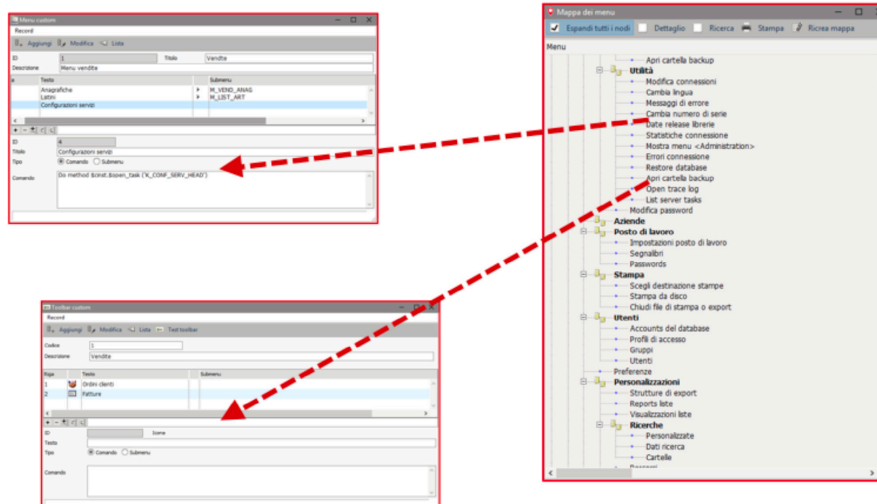 Menu custom
Record
Aggiungi Modifica Liste
ID 1 Titolo Vendite
Descrizione Menu vendite
Testo Submenu
Anagrafiche M_VEND_ANAG
Listini M_LIST_ART
Configurazioni servizi
ID 4
Titolo Configurazioni servizi
Tipo Comando Submenu
Comando Do method $cinst.$open_task ('K_CONF_SERV_HEAD')
Toolbar custom
Record
Aggiungi Modifica Liste Test toolbar
Codice 1
Descrizione Vendite
Riga Testo Submenu
1 Ordini clienti
2 Fatture
ID Icona
Testo
Tipo Comando Submenu
Comando
Mappa dei menu
Espandi tutti i nodi Dettaglio Ricerca Stampa Ricrea mappa
Menu
Apri cartella backup
Utilità
Modifica connessioni
Cambia lingua
Messaggi di errore
Cambia numero di serie
Date release librerie
Statistiche connessione
Mostra menu <Administration>
Errori connessione
Restore database
Apri cartella backup
Open trace log
List server tasks
Modifica password
Aziende
Posto di lavoro
Impostazioni posto di lavoro
Segnalibri
Passwords
Stampa
Scegli destinazione stampe
Stampa da disco
Chiudi file di stampa o export
Utenti
Accounts del database
Profili di accesso
Gruppi
Utenti
Preferenze
Personalizzazioni
Strutture di export
Reports liste
Visualizzazioni liste
Ricerche
Personalizzate
Dati ricerca
Cartelle